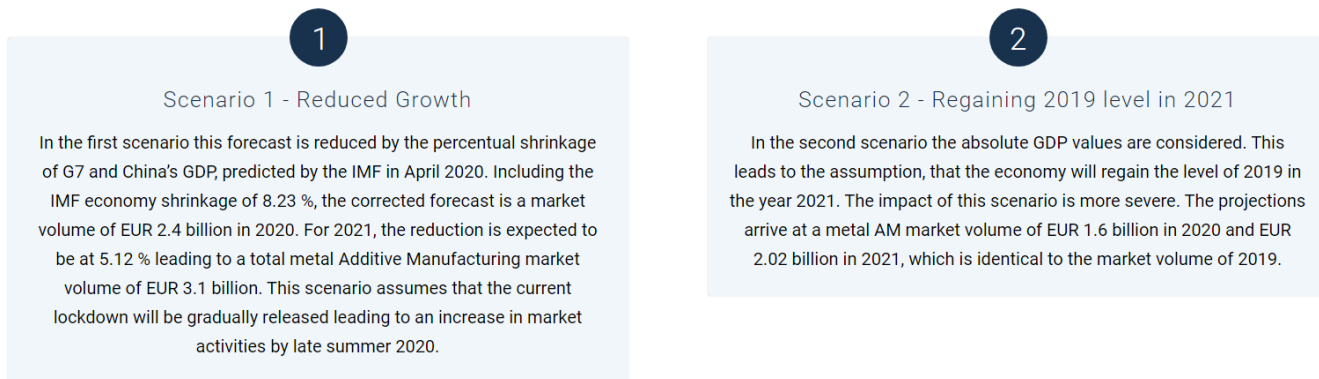 1
Scenario 1 - Reduced Growth
In the first scenario this forecast is reduced by the percentual shrinkage
of G7 and China's GDP, predicted by the IMF in April 2020. Including the
IMF economy shrinkage of 8.23 %, the corrected forecast is a market
volume of EUR 2.4 billion in 2020. For 2021, the reduction is expected to
be at 5.12 % leading to a total metal Additive Manufacturing market
volume of EUR 3.1 billion. This scenario assumes that the current
lockdown will be gradually released leading to an increase in market
activities by late summer 2020.
2
Scenario 2 - Regaining 2019 level in 2021
In the second scenario the absolute GDP values are considered. This
leads to the assumption, that the economy will regain the level of 2019 in
the year 2021. The impact of this scenario is more severe. The projections
arrive at a metal AM market volume of EUR 1.6 billion in 2020 and EUR
2.02 billion in 2021, which is identical to the market volume of 2019.